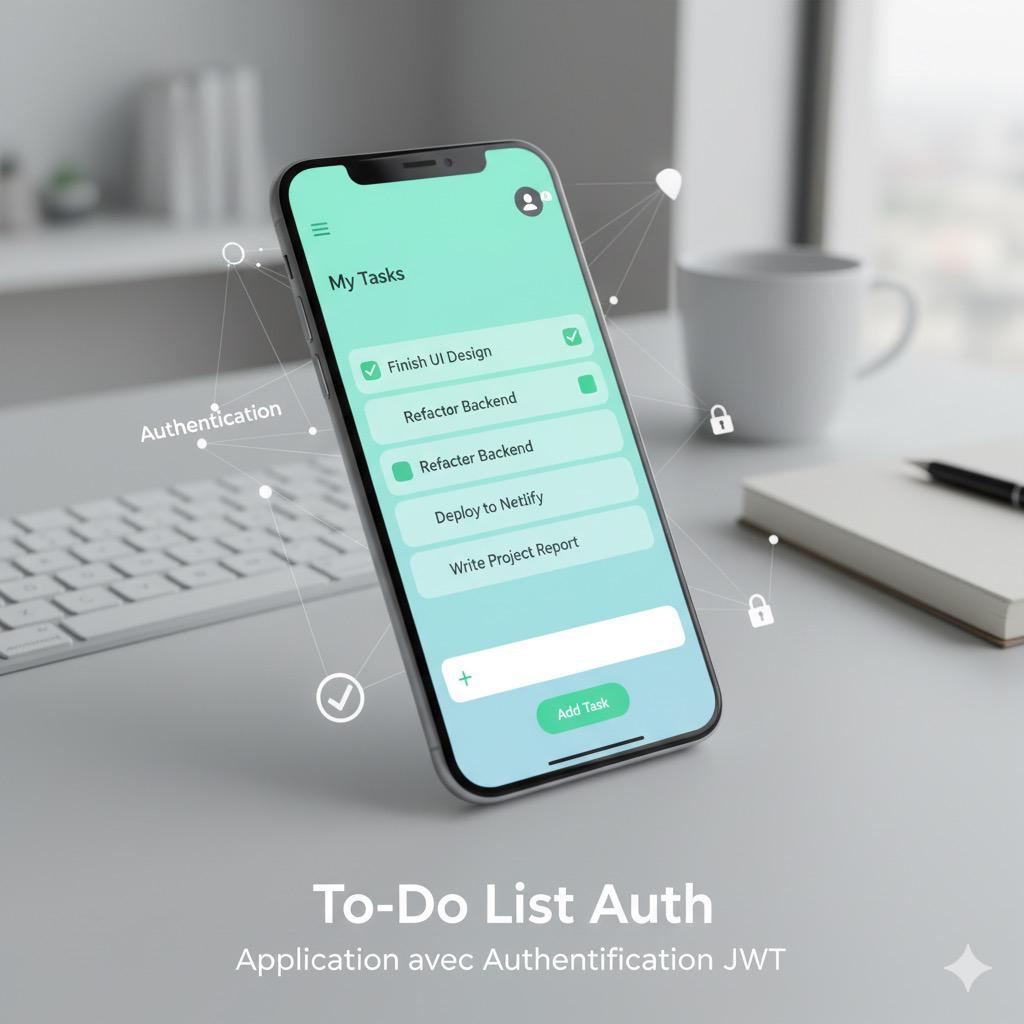 My Tasks
Finish UI Design
Refactor Backend
Refacter Backend
Deploy to Netlify
Write Project Report
+
Add Task
Authentication
To-Do List Auth
Application avec Authentification JWT